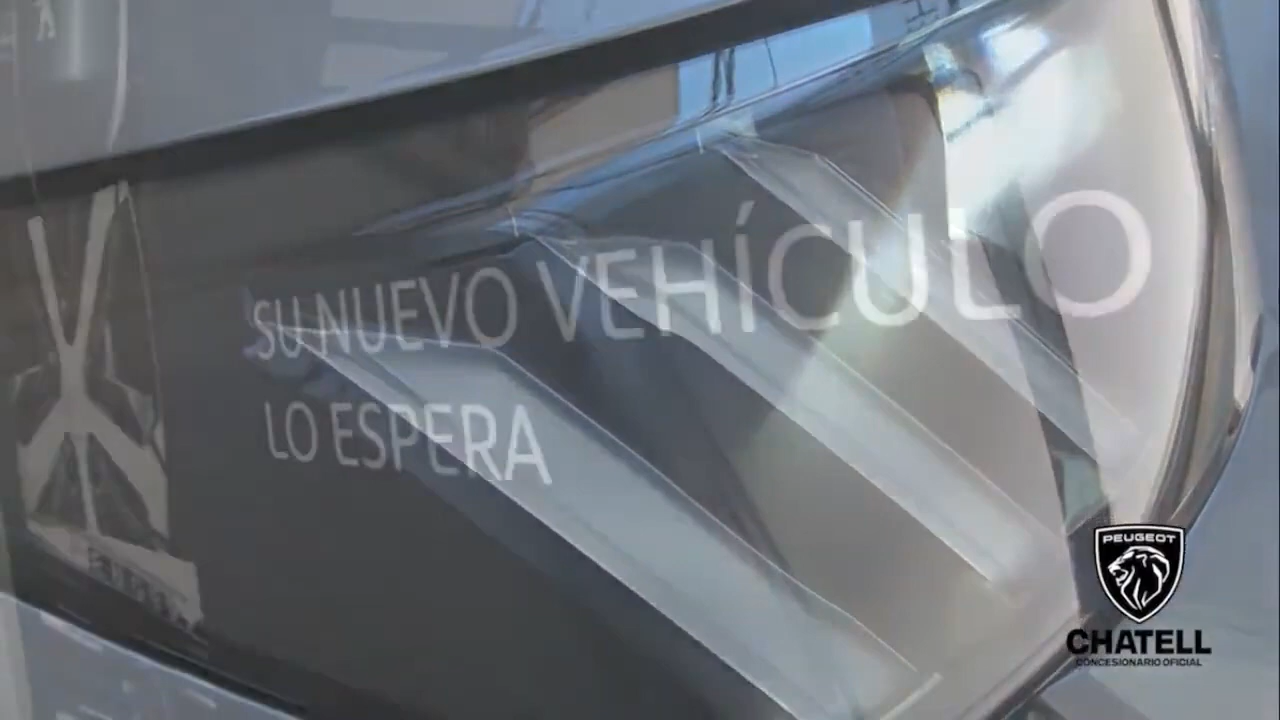 SU NUEVO VEHÍCULO
LO ESPERA
PEUGEOT
CHATELL
CONCESIONARIO OFICIAL